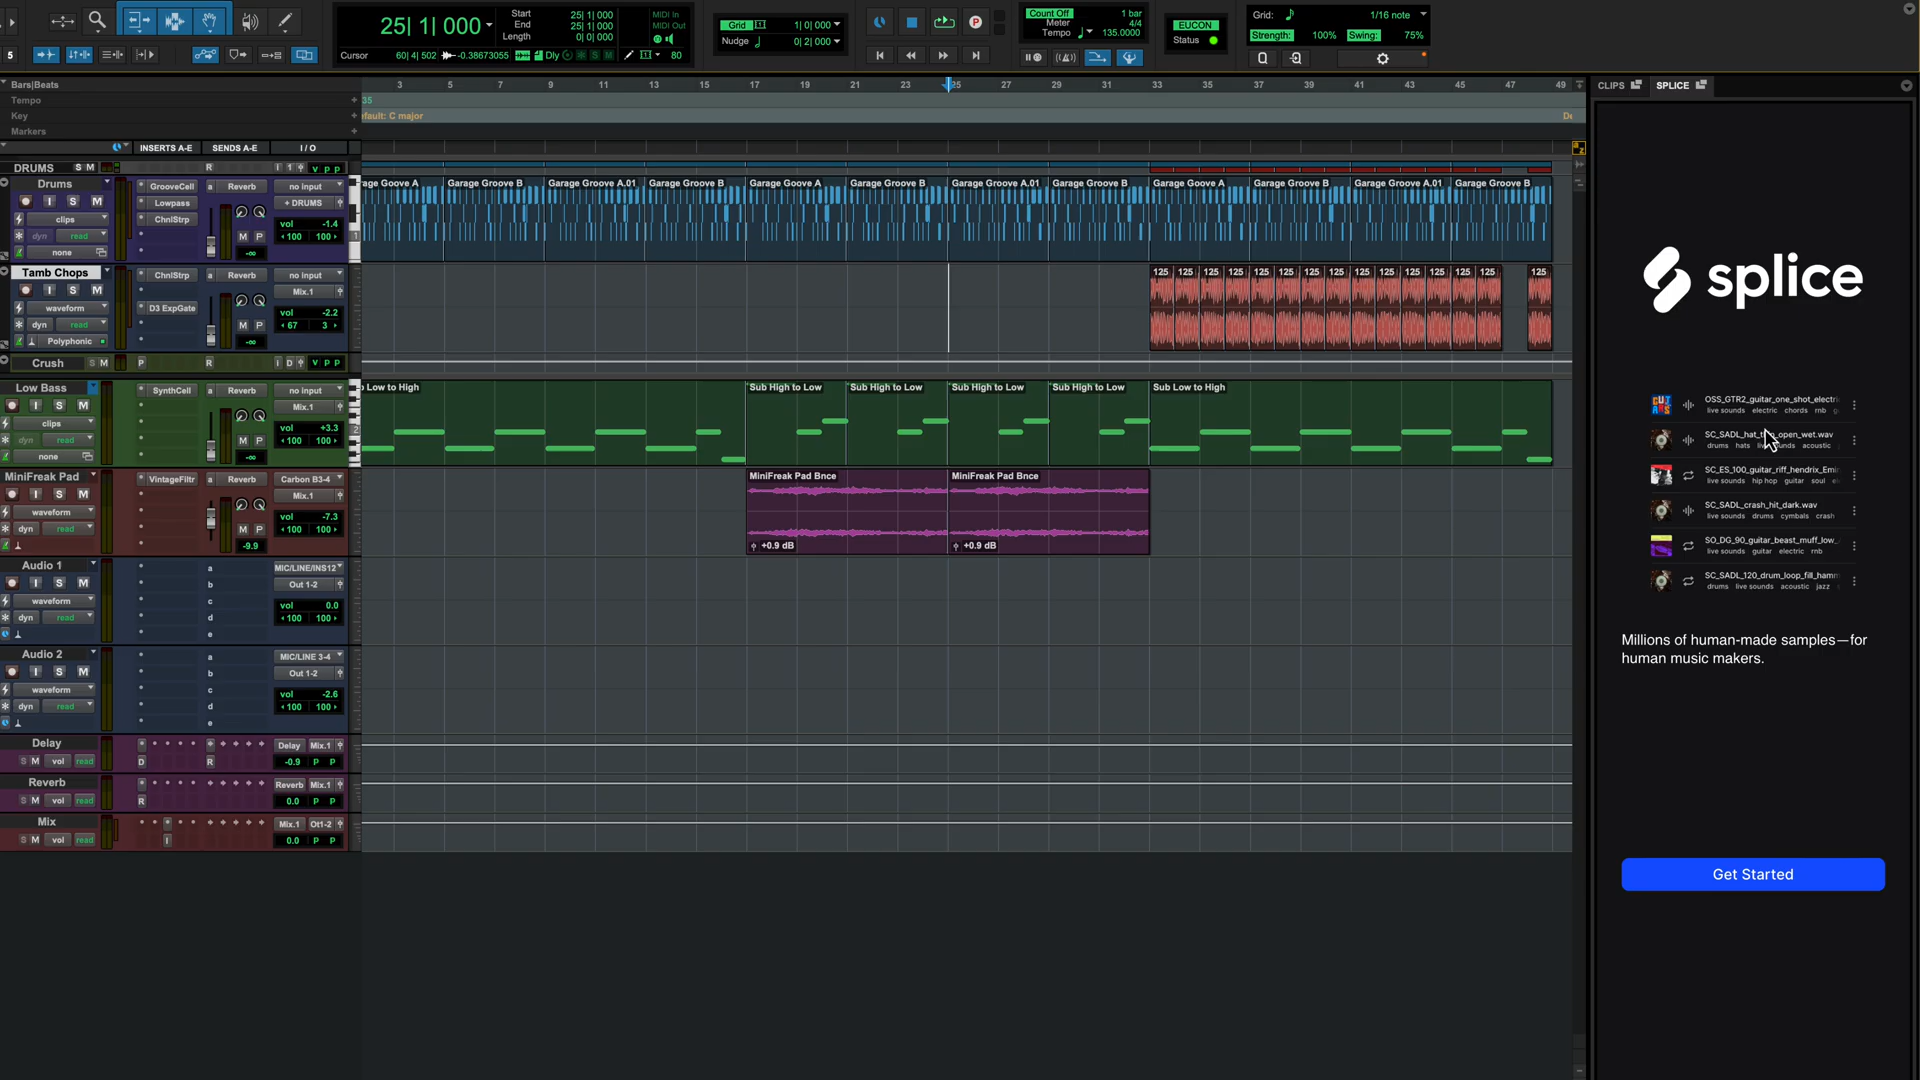 25| 1| 000
Start 25| 1| 000
End 25| 1| 000
Length 0| 0| 000
MIDI In
MIDI Out
Cursor 60| 4| 502 -0.38673055 Dly 80
Grid 1| 0| 000
Nudge 0| 2| 000
Count Off 1 bar
Meter 4/4
Tempo 135.0000
EUCON
Status
Grid: 1/16 note
Strength: 100% Swing: 75%
5
Bars|Beats
3 5 7 9 11 13 15 17 19 21 23 25 27 29 31 33 35 37 39 41 43 45 47 49
Tempo
35
Key
fault: C major
Markers
INSERTS A-E SENDS A-E I / O
DRUMS S M R V P P
Drums GrooveCell a Reverb no input
Lowpass + DRUMS
I S M
clips ChnlStrp vol -1.4
dyn read M P 100 100
none -∞
age Goove A Garage Groove B Garage Groove A.01 Garage Groove B Garage Goove A Garage Groove B Garage Groove A.01 Garage Groove B Garage Goove A Garage Groove B Garage Groove A.01 Garage Groove B
Tamb Chops ChnlStrp a Reverb no input
I S M Mix.1
waveform D3 ExpGate vol -2.2
dyn read M P 67 3
Polyphonic -∞
125 125 125 125 125 125 125 125 125 125 125 125 125 125 125
Crush S M P R I D V P P
Low Bass SynthCell a Reverb no input
I S M Mix.1
clips vol +3.3
dyn read M P 100 100
none -∞
Low to High Sub High to Low Sub High to Low Sub High to Low Sub High to Low Sub Low to High
MiniFreak Pad VintageFiltr a Reverb Carbon B3-4
I S M Mix.1
waveform vol -7.3
dyn read M P 100 100
-9.9
MiniFreak Pad Bnce MiniFreak Pad Bnce
+0.9 dB +0.9 dB
Audio 1 a MIC/LINE/INS12
I S M b Out 1-2
waveform c vol 0.0
dyn read d 100 100
e
Audio 2 a MIC/LINE 3-4
I S M b Out 1-2
waveform c vol -2.6
dyn read d 100 100
e
Delay Delay Mix.1
S M vol read D R -0.9 P P
Reverb Reverb Mix.1
S M vol read R 0.0 P P
Mix Mix.1 Ot1-2
S M vol read I 0.0 P P
CLIPS SPLICE
splice
OSS_GTR2_guitar_one_shot_electri
live sounds electric chords rnb
SC_SADL_hat_ open_wet.wav
drums hats acoustic
SC_ES_100_guitar_riff_hendrix_Emi
live sounds hip hop guitar soul
SC_SADL_crash_hit_dark.wav
live sounds drums cymbals crash
SO_DG_90_guitar_beast_muff_low_
live sounds guitar electric rnb
SC_SADL_120_drum_loop_fill_ham
drums live sounds acoustic jazz
Millions of human-made samples—for
human music makers.
Get Started